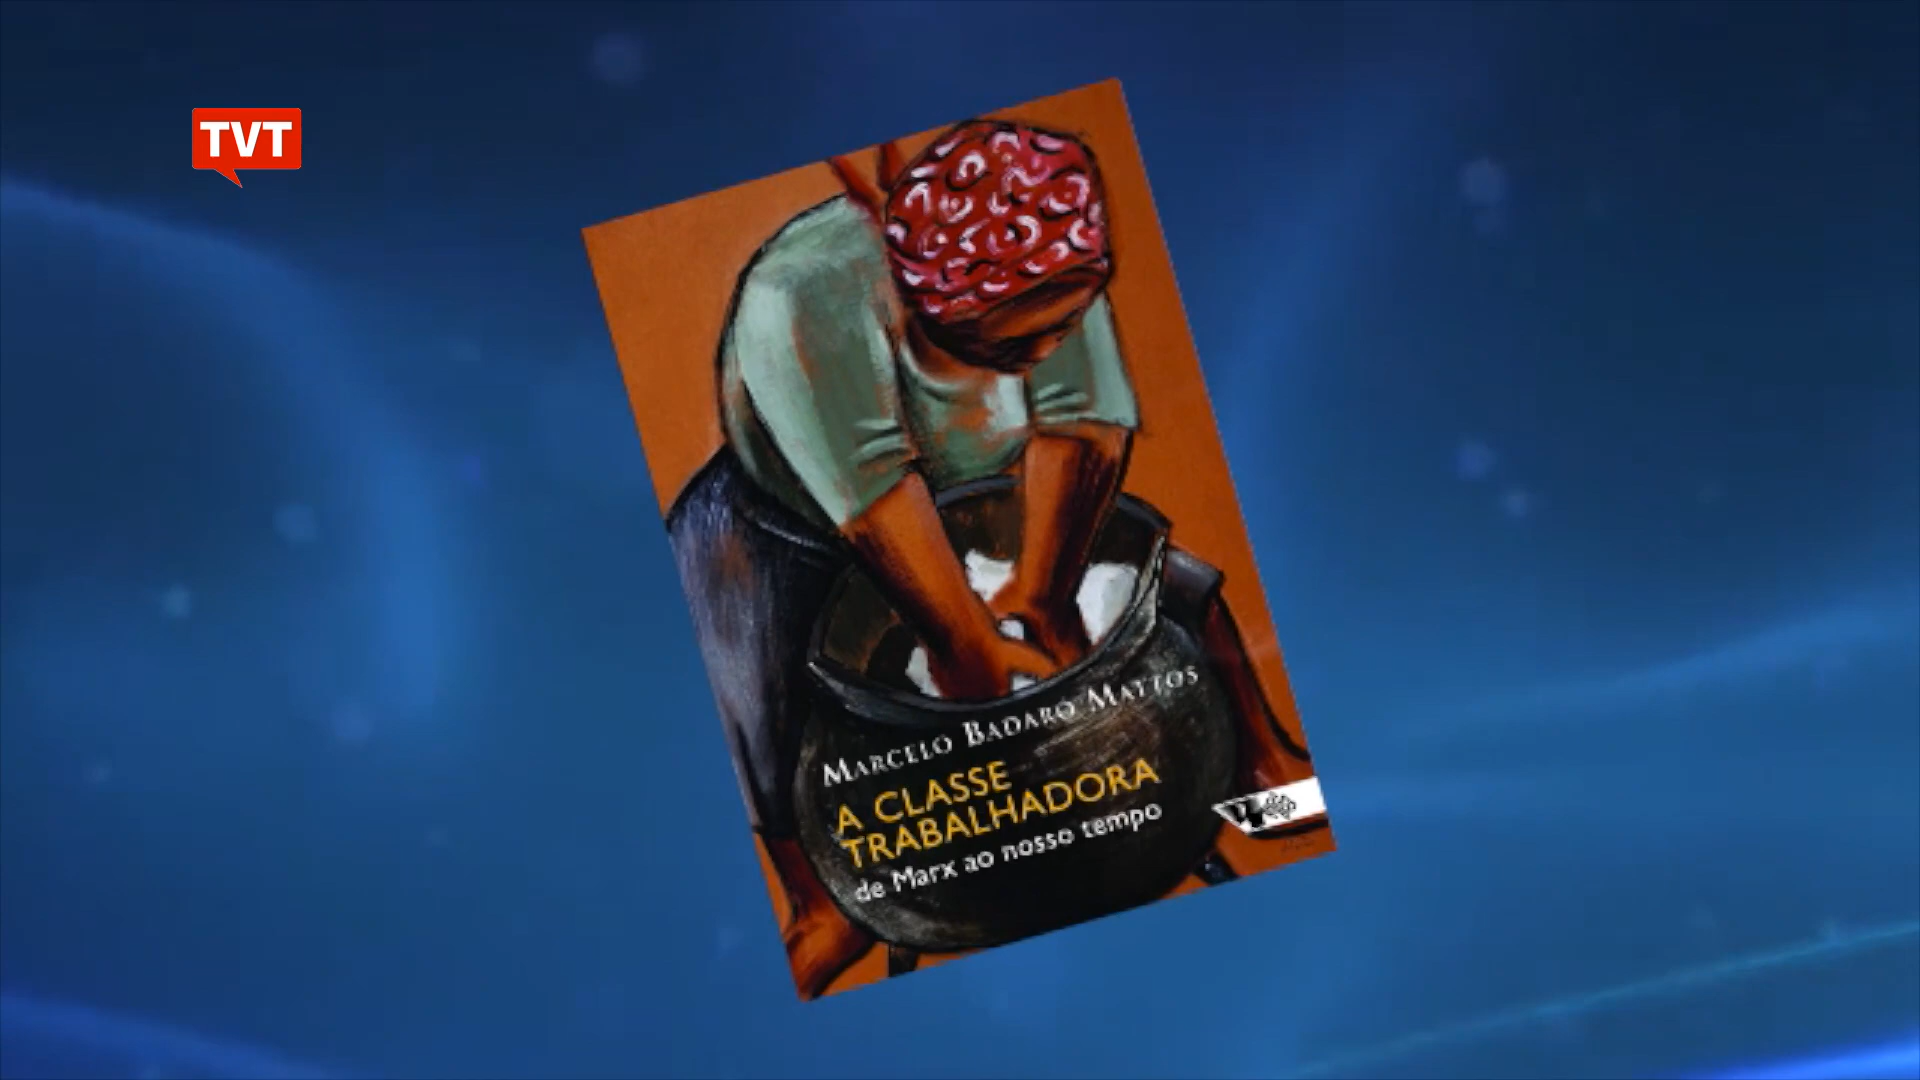 TVT
MARCELO BADARÓ MATTOS
A CLASSE
TRABALHADORA
de Marx ao nosso tempo